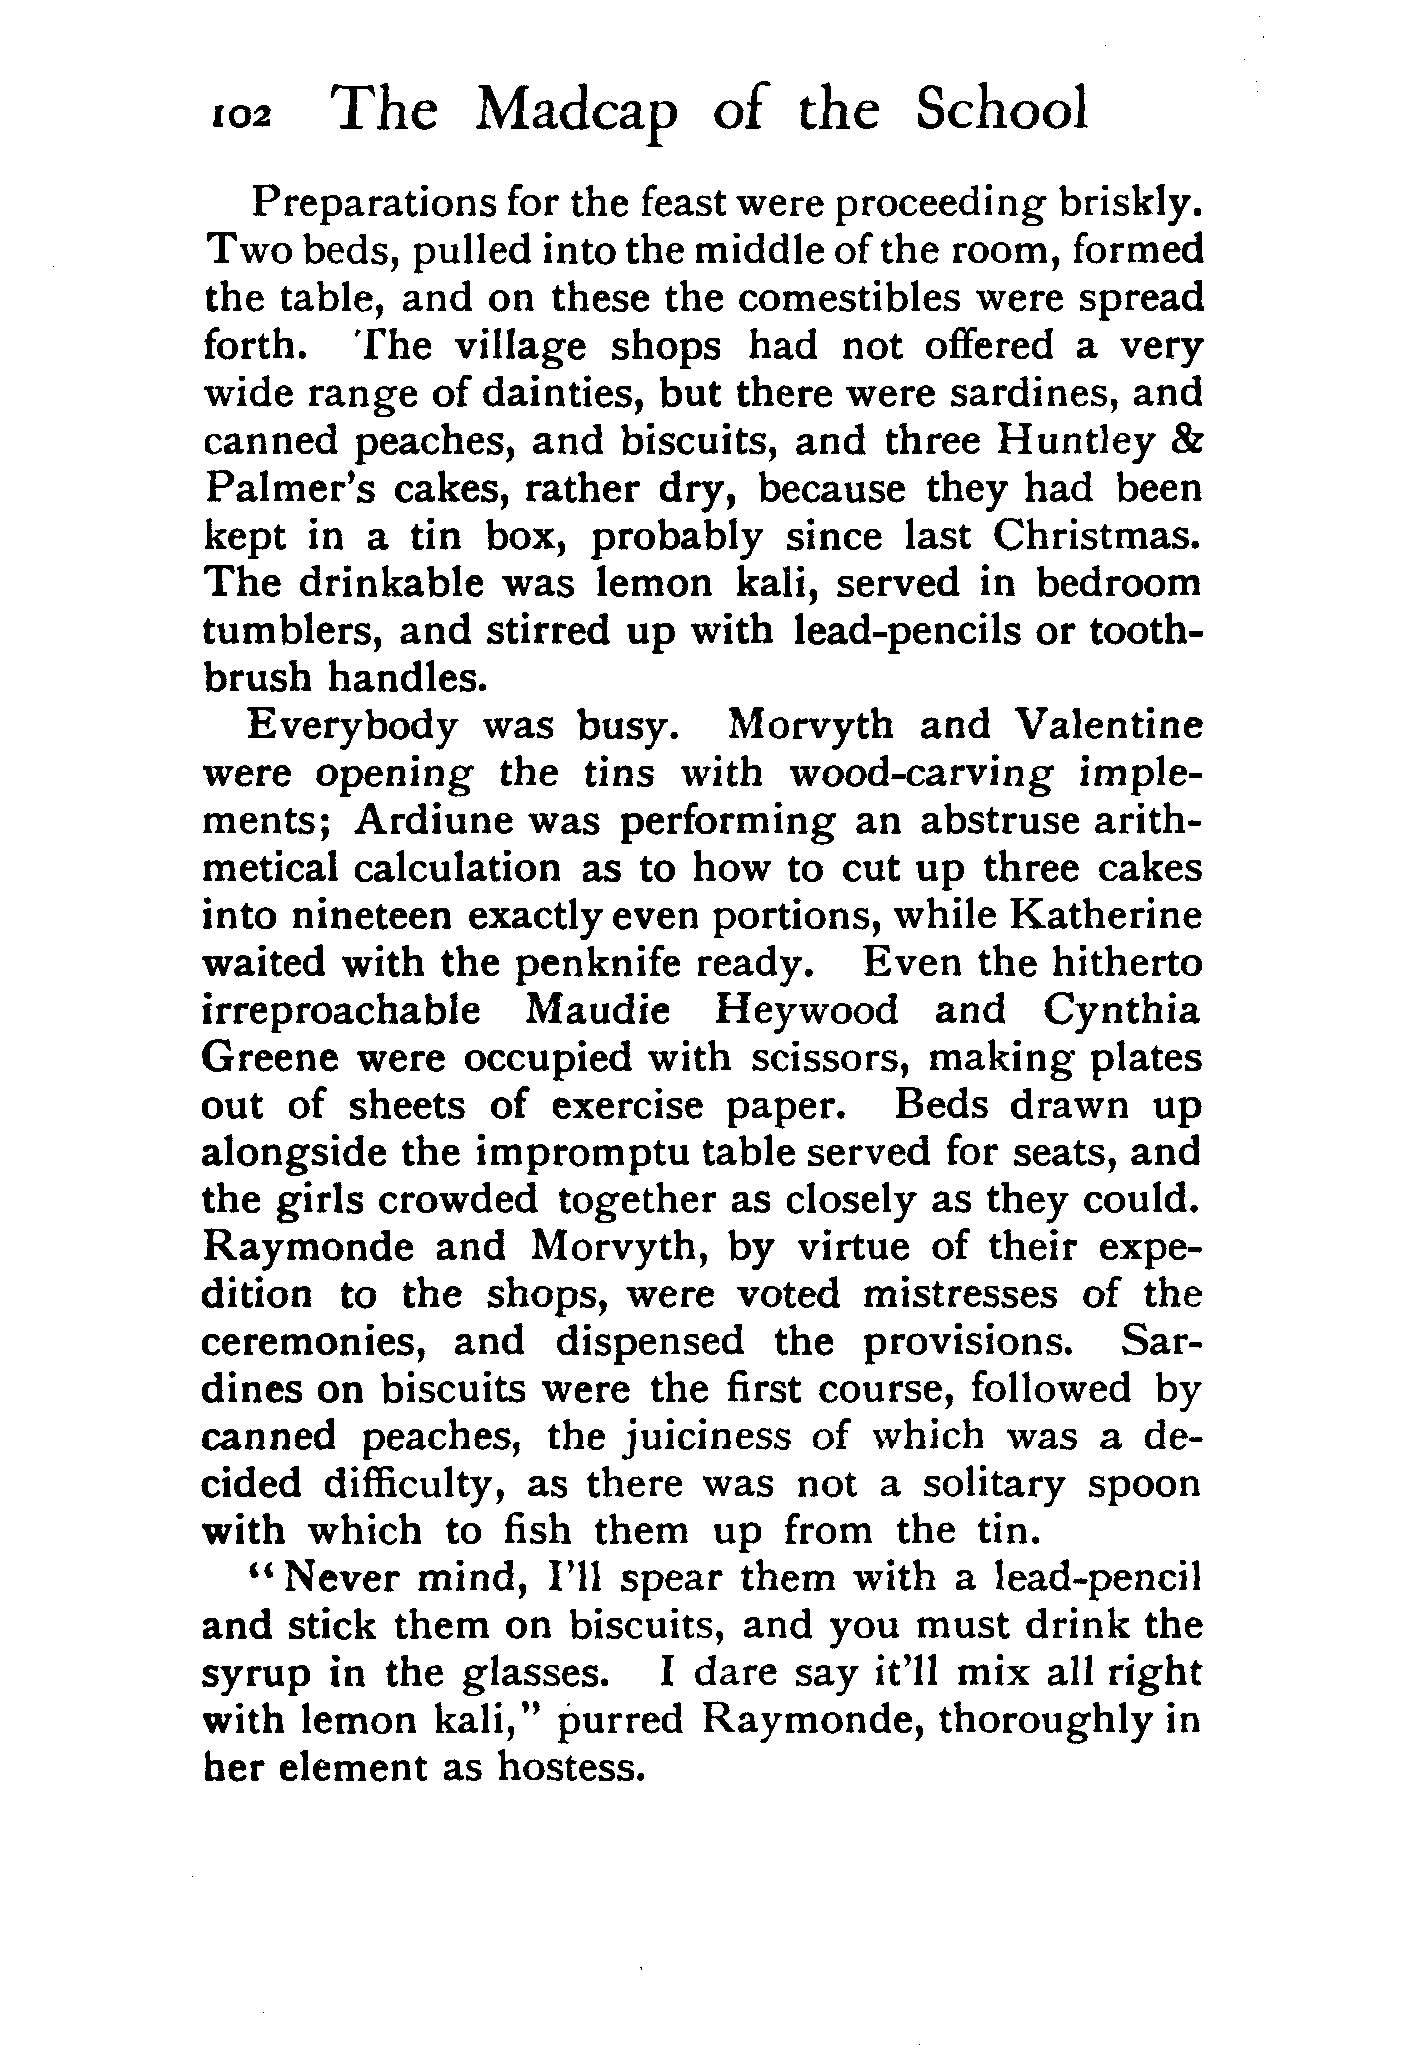 102 The Madcap of the School
Preparations for the feast were proceeding briskly.
Two beds, pulled into the middle of the room, formed
the table, and on these the comestibles were spread
forth. The village shops had not offered a very
wide range of dainties, but there were sardines, and
canned peaches, and biscuits, and three Huntley &
Palmer's cakes, rather dry, because they had been
kept in a tin box, probably since last Christmas.
The drinkable was lemon kali, served in bedroom
tumblers, and stirred up with lead-pencils or tooth-
brush handles.
Everybody was busy. Morvyth and Valentine
were opening the tins with wood-carving imple-
ments; Ardiune was performing an abstruse arith-
metical calculation as to how to cut up three cakes
into nineteen exactly even portions, while Katherine
waited with the penknife ready. Even the hitherto
irreproachable Maudie Heywood and Cynthia
Greene were occupied with scissors, making plates
out of sheets of exercise paper. Beds drawn up
alongside the impromptu table served for seats, and
the girls crowded together as closely as they could.
Raymonde and Morvyth, by virtue of their expe-
dition to the shops, were voted mistresses of the
ceremonies, and dispensed the provisions. Sar-
dines on biscuits were the first course, followed by
canned peaches, the juiciness of which was a de-
cided difficulty, as there was not a solitary spoon
with which to fish them up from the tin.
"Never mind, I'll spear them with a lead-pencil
and stick them on biscuits, and you must drink the
syrup in the glasses. I dare say it'll mix all right
with lemon kali," purred Raymonde, thoroughly in
her element as hostess.